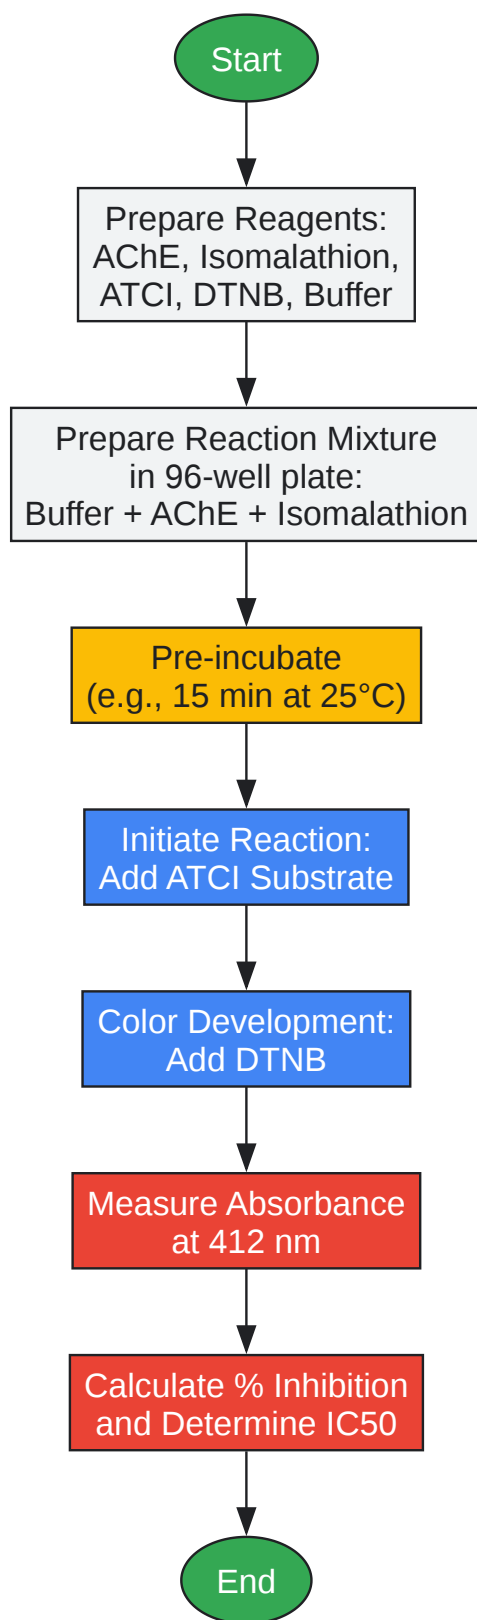 Start
Prepare Reagents:
AChE, Isomalathion,
ATCI, DTNB, Buffer
Prepare Reaction Mixture
in 96-well plate:
Buffer + AChE + Isomalathion
Pre-incubate
(e.g., 15 min at 25°C)
Initiate Reaction:
Add ATCI Substrate
Color Development:
Add DTNB
Measure Absorbance
at 412 nm
Calculate % Inhibition
and Determine IC50
End